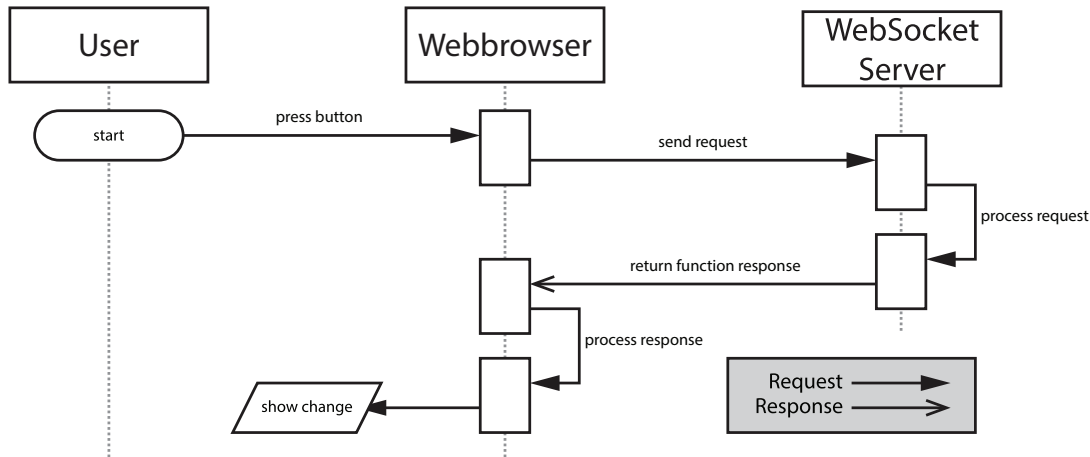 User
Webbrowser
WebSocket
Server
start
press button
send request
process request
return function response
process response
show change
Request
Response